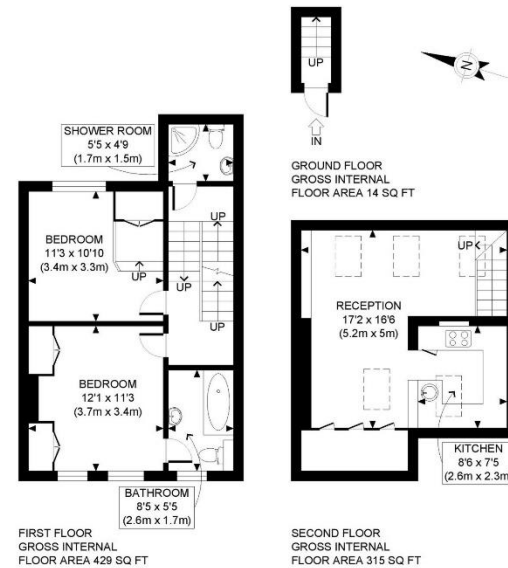 UP
IN
N
GROUND FLOOR
GROSS INTERNAL
FLOOR AREA 14 SQ FT
SHOWER ROOM
5'5 x 4'9
(1.7m x 1.5m)
BEDROOM
11'3 x 10'10
(3.4m x 3.3m)
UP
UP
UP
UP
BEDROOM
12'1 x 11'3
(3.7m x 3.4m)
BATHROOM
8'5 x 5'5
(2.6m x 1.7m)
FIRST FLOOR
GROSS INTERNAL
FLOOR AREA 429 SQ FT
UP
RECEPTION
17'2 x 16'6
(5.2m x 5m)
KITCHEN
8'6 x 7'5
(2.6m x 2.3m)
SECOND FLOOR
GROSS INTERNAL
FLOOR AREA 315 SQ FT